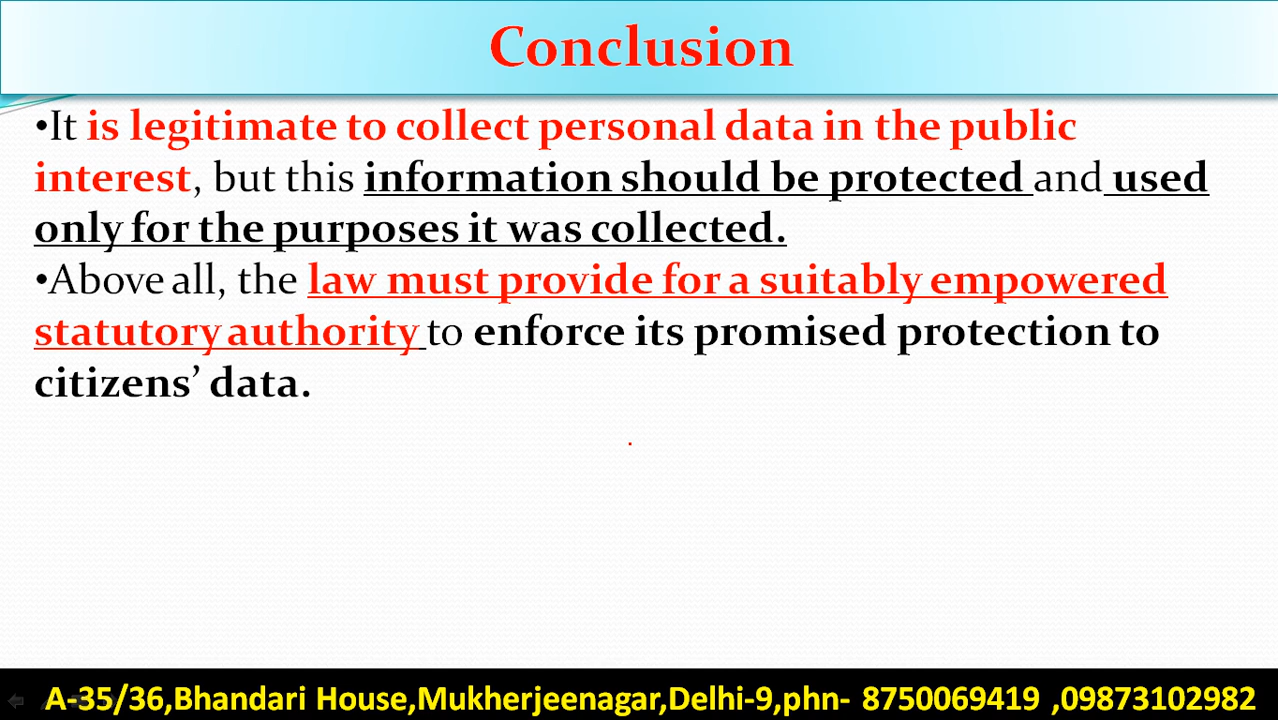 Conclusion
•It is legitimate to collect personal data in the public
interest, but this information should be protected and used
only for the purposes it was collected.
•Above all, the law must provide for a suitably empowered
statutory authority to enforce its promised protection to
citizens’ data.
A-35/36,Bhandari House,Mukherjeenagar,Delhi-9,phn- 8750069419 ,09873102982